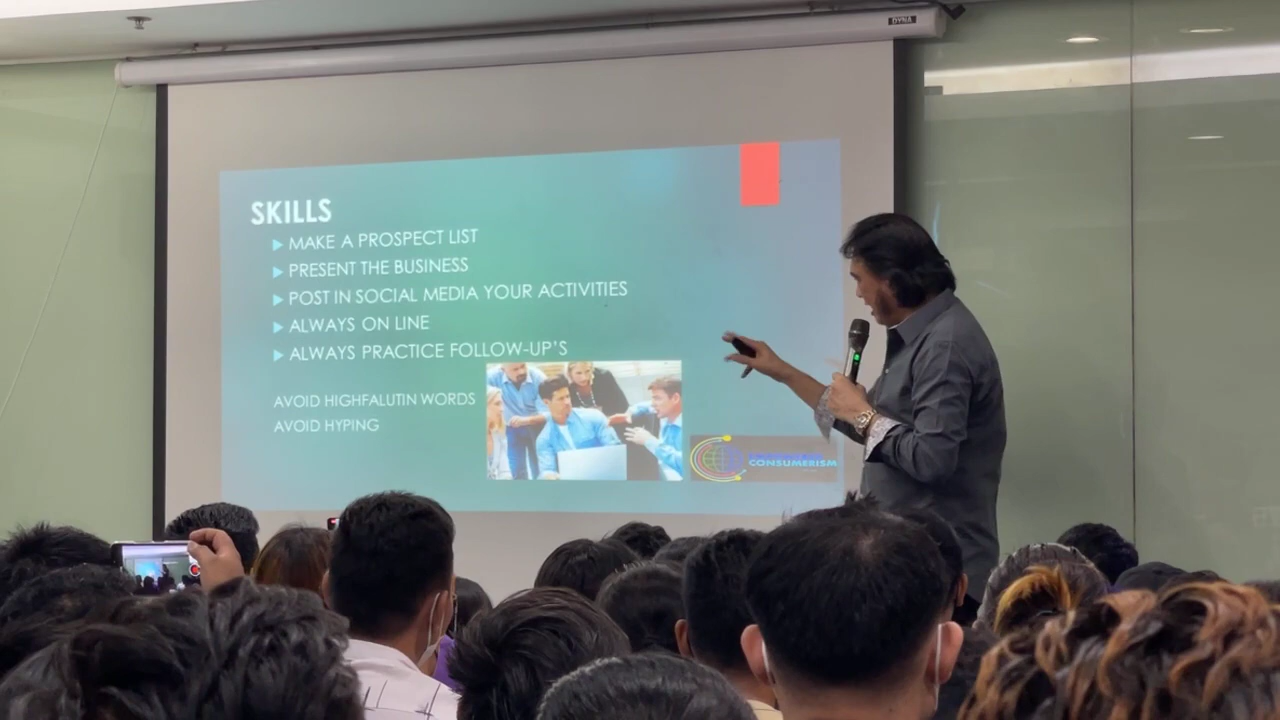 DYNA
SKILLS
MAKE A PROSPECT LIST
PRESENT THE BUSINESS
POST IN SOCIAL MEDIA YOUR ACTIVITIES
ALWAYS ON LINE
ALWAYS PRACTICE FOLLOW-UP'S
AVOID HIGHFALUTIN WORDS
AVOID HYPING
CONSUMERISM